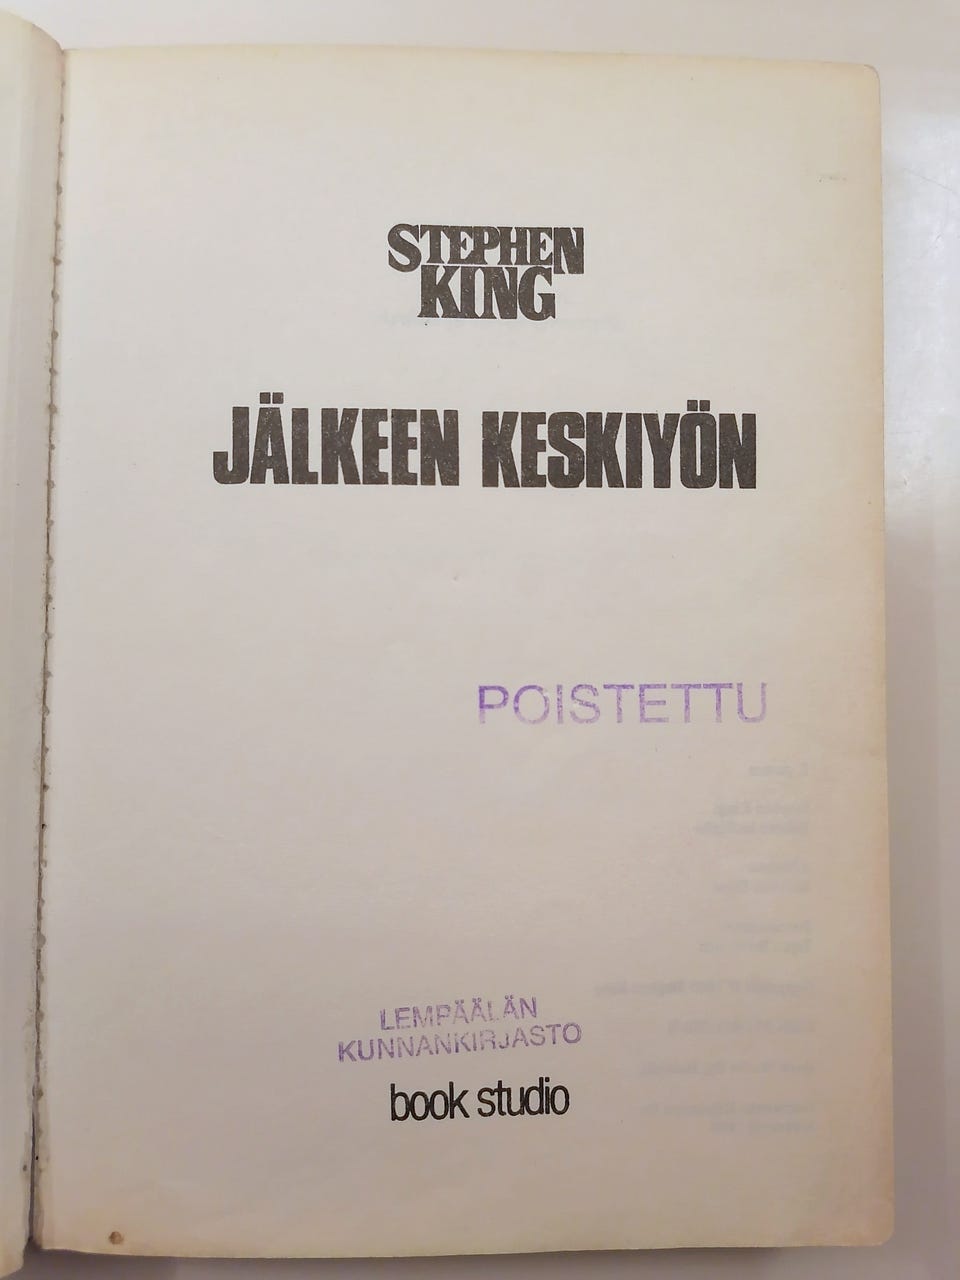 STEPHEN
KING
JÄLKEEN KESKIYÖN
POISTETTU
LEMPÄÄLÄN
KUNNANKIRJASTO
book studio